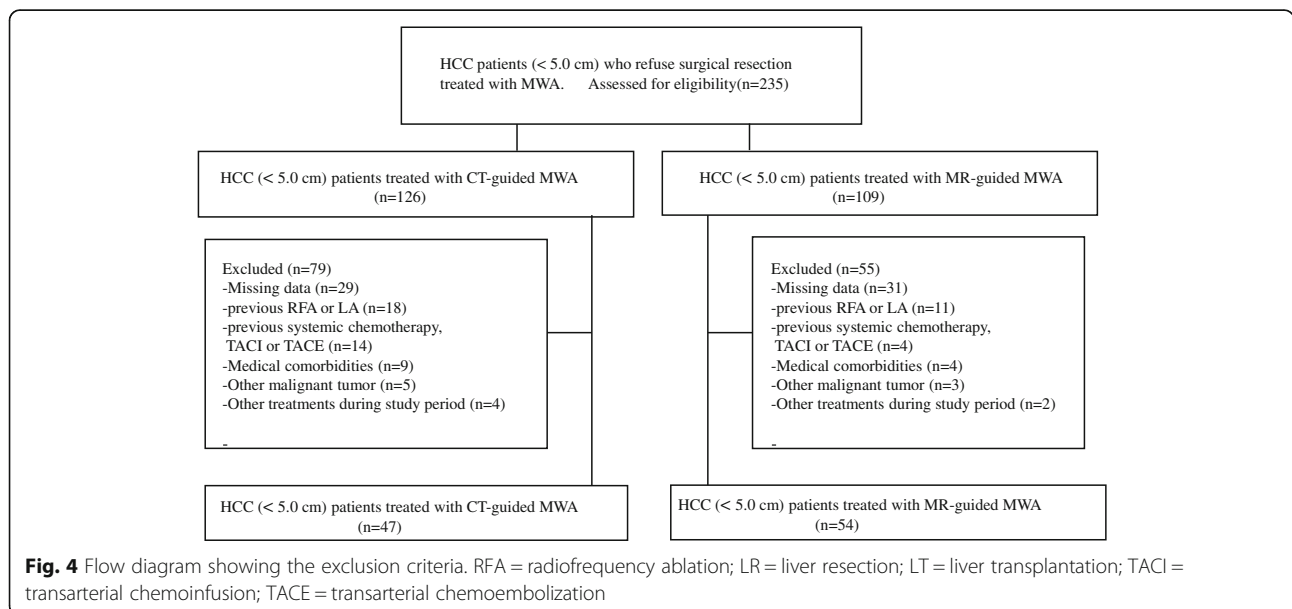 HCC patients (< 5.0 cm) who refuse surgical resection
treated with MWA. Assessed for eligibility(n=235)
HCC (< 5.0 cm) patients treated with CT-guided MWA
(n=126)
HCC (< 5.0 cm) patients treated with MR-guided MWA
(n=109)
Excluded (n=79)
-Missing data (n=29)
-previous RFA or LA (n=18)
-previous systemic chemotherapy,
TACI or TACE (n=14)
-Medical comorbidities (n=9)
-Other malignant tumor (n=5)
-Other treatments during study period (n=4)
-
Excluded (n=55)
-Missing data (n=31)
-previous RFA or LA (n=11)
-previous systemic chemotherapy,
TACI or TACE (n=4)
-Medical comorbidities (n=4)
-Other malignant tumor (n=3)
-Other treatments during study period (n=2)
-
HCC (< 5.0 cm) patients treated with CT-guided MWA
(n=47)
HCC (< 5.0 cm) patients treated with MR-guided MWA
(n=54)
Fig. 4 Flow diagram showing the exclusion criteria. RFA = radiofrequency ablation; LR = liver resection; LT = liver transplantation; TACI =
transarterial chemoinfusion; TACE = transarterial chemoembolization